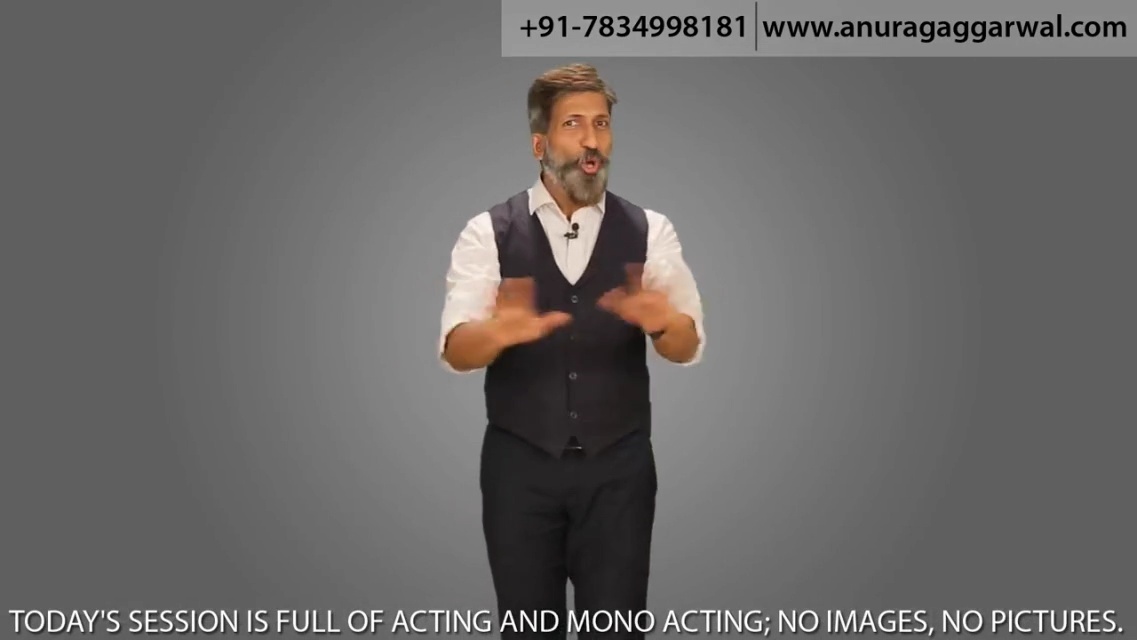 +91-7834998181 | www.anuragaggarwal.com
TODAY'S SESSION IS FULL OF ACTING AND MONO ACTING; NO IMAGES, NO PICTURES.